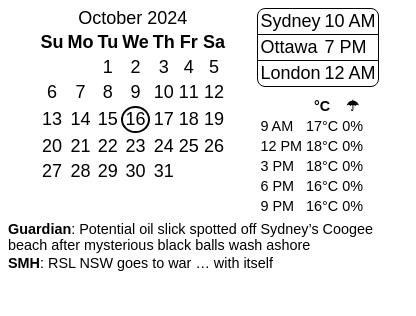 October 2024
Su Mo Tu We Th Fr Sa
1 2 3 4 5
6 7 8 9 10 11 12
13 14 15 16 17 18 19
20 21 22 23 24 25 26
27 28 29 30 31
Sydney 10 AM
Ottawa 7 PM
London 12 AM
°C ☂
9 AM 17°C 0%
12 PM 18°C 0%
3 PM 18°C 0%
6 PM 16°C 0%
9 PM 16°C 0%
Guardian: Potential oil slick spotted off Sydney’s Coogee
beach after mysterious black balls wash ashore
SMH: RSL NSW goes to war … with itself